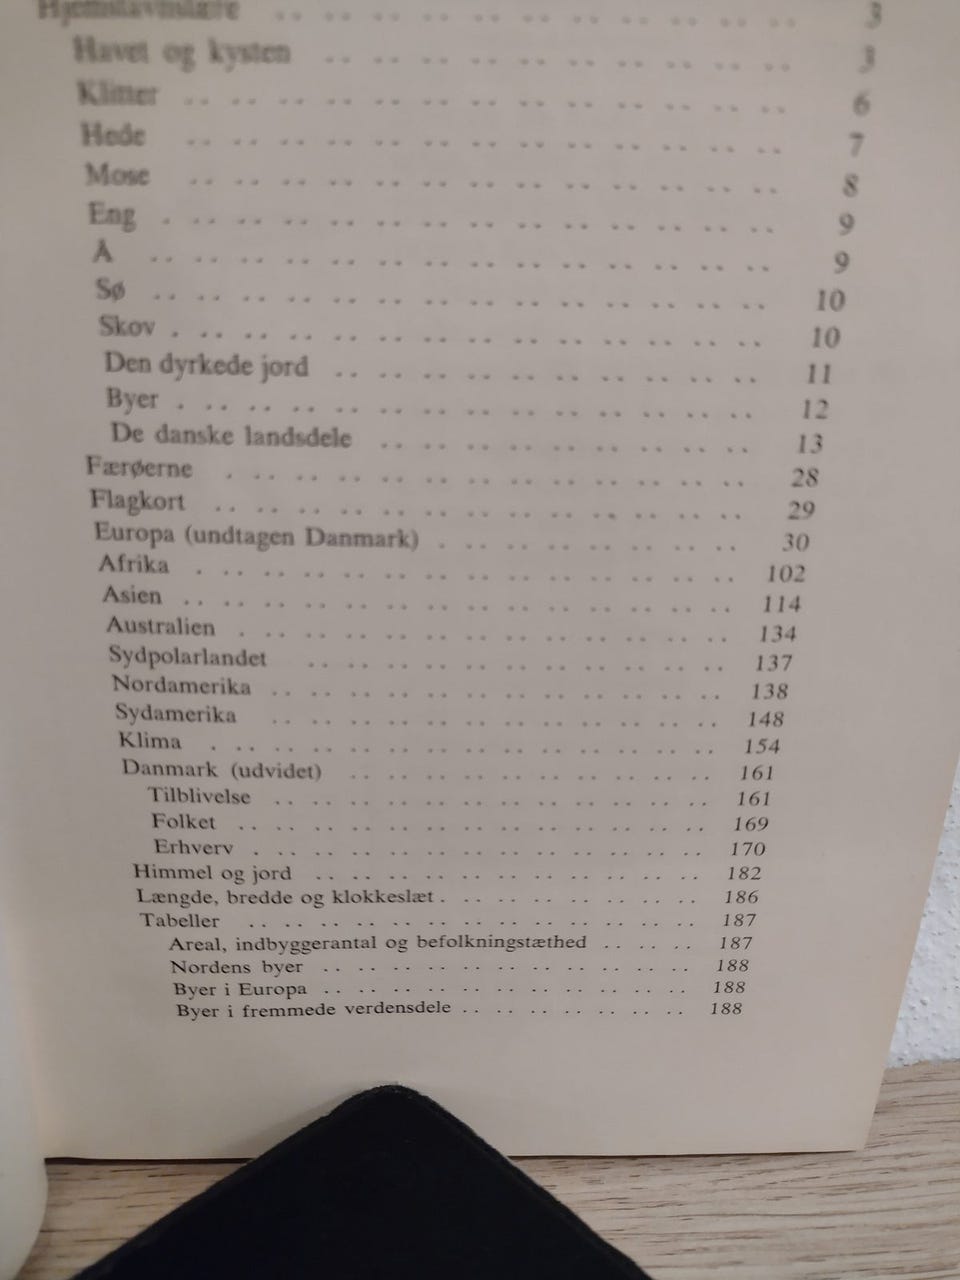 Hjemstavnslære .. .. .. .. .. .. .. .. .. .. .. 3
Havet og kysten .. .. .. .. .. .. .. .. .. .. .. 3
Klitter .. .. .. .. .. .. .. .. .. .. .. .. .. 6
Hede .. .. .. .. .. .. .. .. .. .. .. .. .. 7
Mose .. .. .. .. .. .. .. .. .. .. .. .. .. 8
Eng . .. .. .. .. .. .. .. .. .. .. .. .. .. 9
Å .. .. .. .. .. .. .. .. .. .. .. .. .. .. 9
Sø .. .. .. .. .. .. .. .. .. .. .. .. .. .. 10
Skov . .. .. .. .. .. .. .. .. .. .. .. .. .. 10
Den dyrkede jord .. .. .. .. .. .. .. .. .. .. 11
Byer . .. .. .. .. .. .. .. .. .. .. .. .. .. 12
De danske landsdele .. .. .. .. .. .. .. .. .. 13
Færøerne . .. .. .. .. .. .. .. .. .. .. .. 28
Flagkort .. .. .. .. .. .. .. .. .. .. .. .. 29
Europa (undtagen Danmark) . .. .. .. .. .. .. 30
Afrika . .. .. .. .. .. .. .. .. .. .. .. .. 102
Asien .. .. .. .. .. .. .. .. .. .. .. .. .. .. 114
Australien . .. .. .. .. .. .. .. .. .. .. .. 134
Sydpolarlandet .. .. .. .. .. .. .. .. .. .. 137
Nordamerika .. .. .. .. .. .. .. .. .. .. .. 138
Sydamerika .. .. .. .. .. .. .. .. .. .. .. 148
Klima . .. .. .. .. .. .. .. .. .. .. .. .. 154
Danmark (udvidet) .. .. .. .. .. .. .. .. .. 161
Tilblivelse .. .. .. .. .. .. .. .. .. .. .. 161
Folket .. .. .. .. .. .. .. .. .. .. .. .. 169
Erhverv . .. .. .. .. .. .. .. .. .. .. .. 170
Himmel og jord .. .. .. .. .. .. .. .. .. .. 182
Længde, bredde og klokkeslæt . .. .. .. .. .. .. 186
Tabeller .. .. .. .. .. .. .. .. .. .. .. 187
Areal, indbyggerantal og befolkningstæthed .. .. .. 187
Nordens byer .. .. .. .. .. .. .. .. .. .. 188
Byer i Europa .. .. .. .. .. .. .. .. .. .. 188
Byer i fremmede verdensdele .. .. .. .. .. .. 188